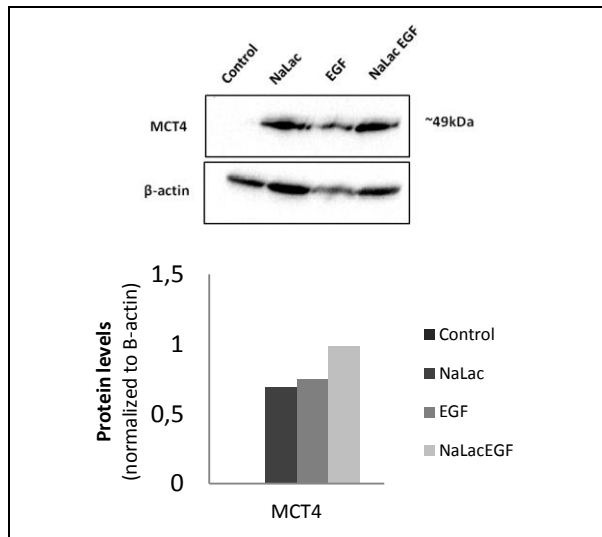 Control NaLac EGF NaLac EGF
MCT4 ~49kDa
β-actin
1,5
1
0,5
0
Protein levels
(normalized to B-actin)
MCT4
Control
NaLac
EGF
NaLacEGF